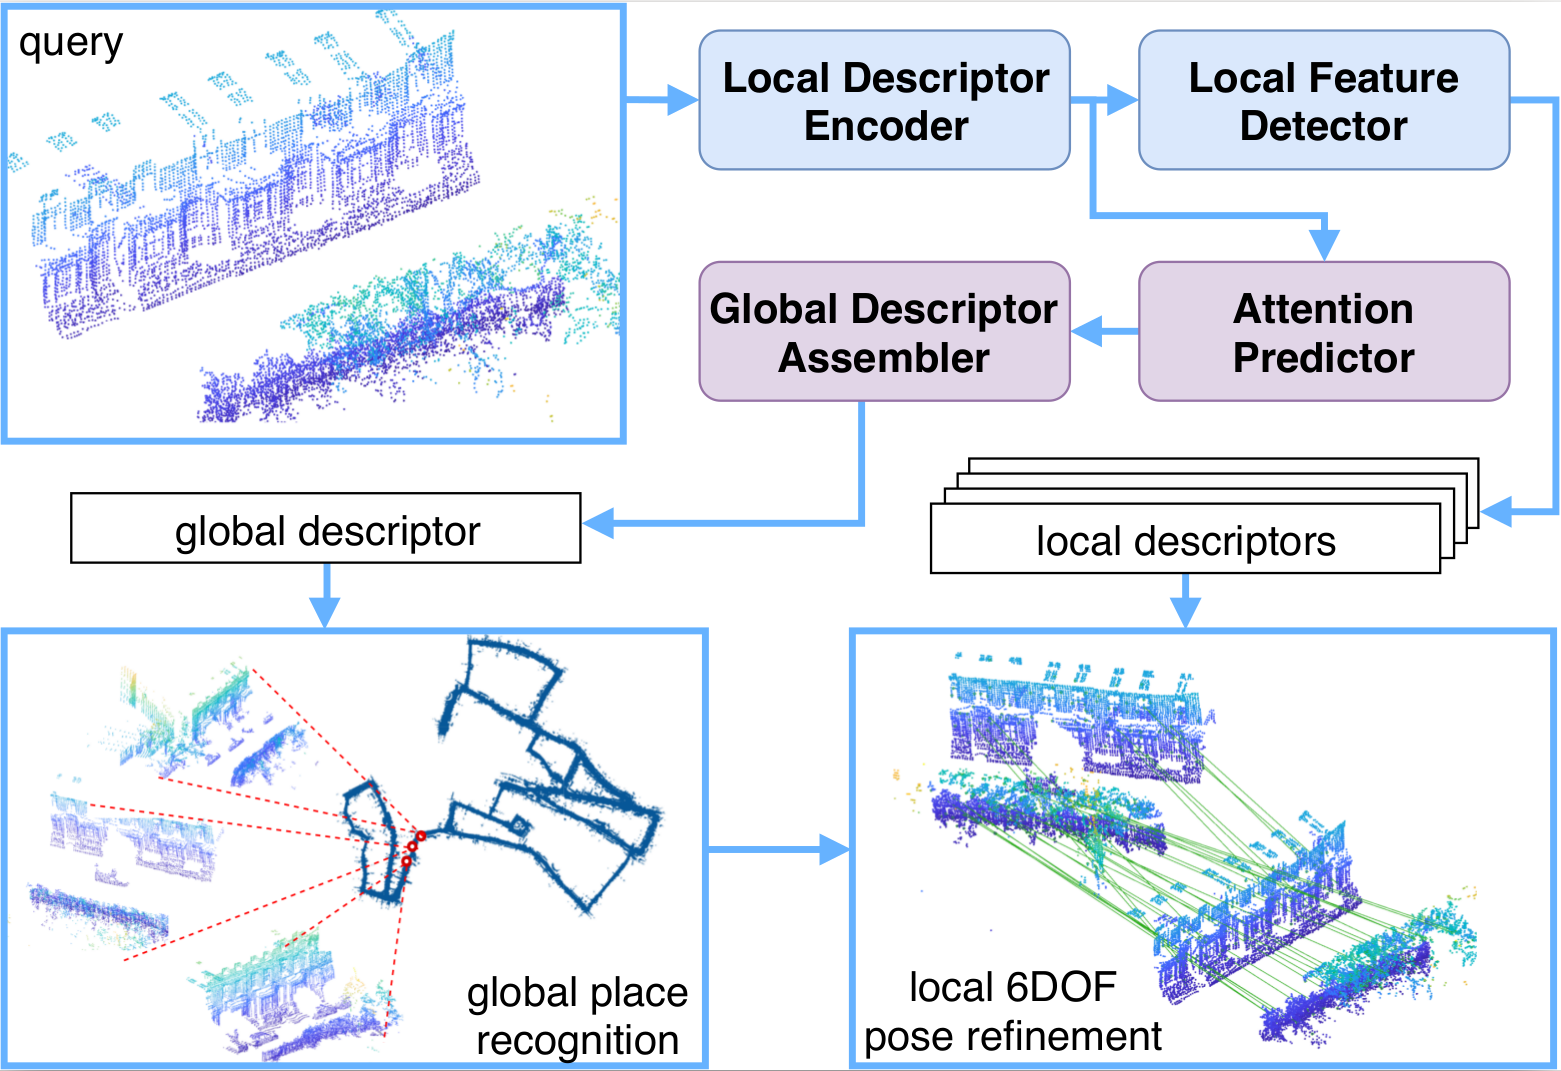 query
Local Descriptor
Encoder
Local Feature
Detector
Global Descriptor
Assembler
Attention
Predictor
global descriptor
local descriptors
global place
recognition
local 6DOF
pose refinement